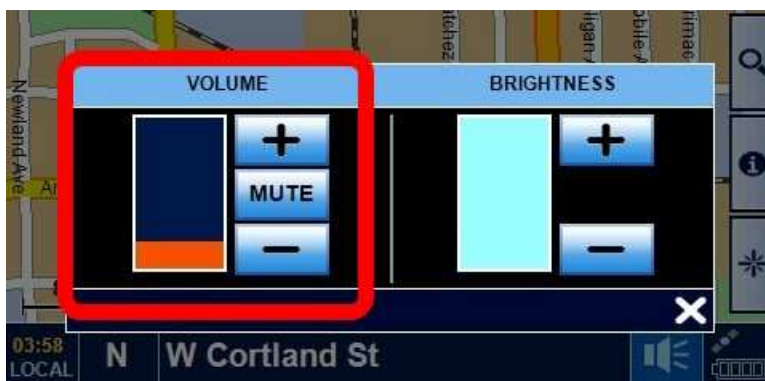 VOLUME
BRIGHTNESS
+
MUTE
−
+
−
Newland Ave
03:58
LOCAL
N
W Cortland St